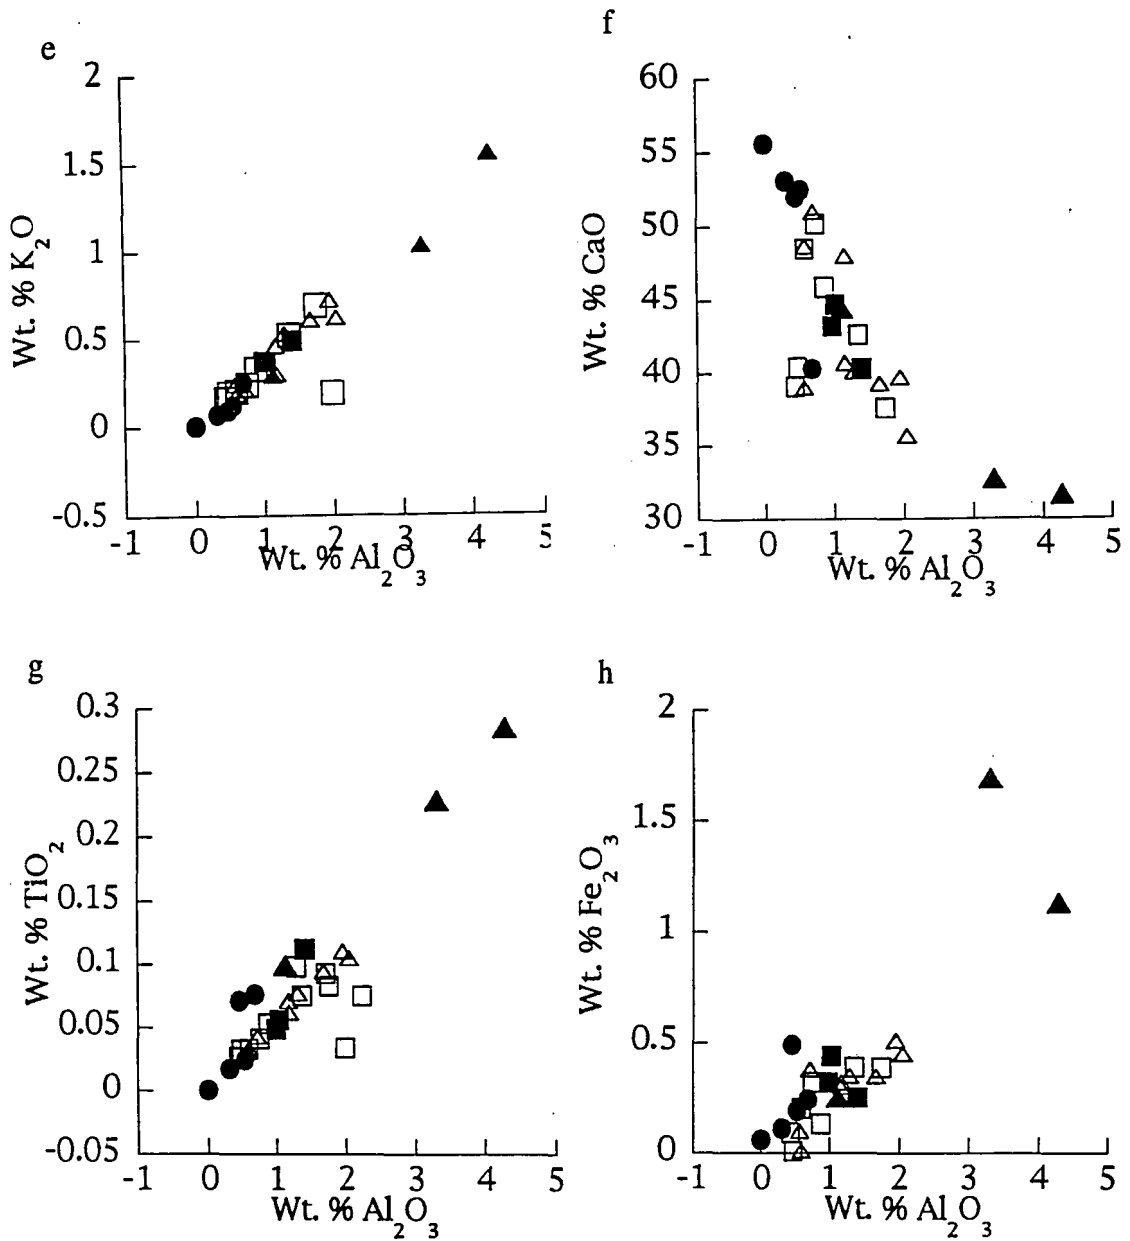 e
2
1.5
1
0.5
0
-0.5
-1 0 1 2 3 4 5
Wt. % K2O
Wt. % Al2O3
f
60
55
50
45
40
35
30
-1 0 1 2 3 4 5
Wt. % CaO
Wt. % Al2O3
g
0.3
0.25
0.2
0.15
0.1
0.05
0
-0.05
-1 0 1 2 3 4 5
Wt. % TiO2
Wt. % Al2O3
h
2
1.5
1
0.5
0
-1 0 1 2 3 4 5
Wt. % Fe2O3
Wt. % Al2O3